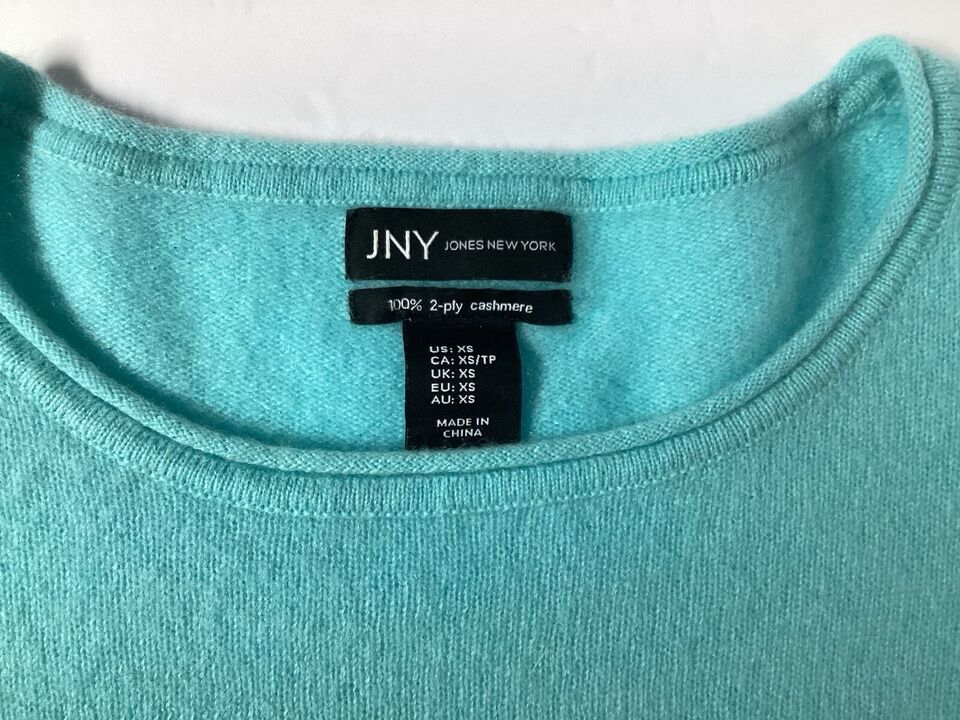 JNY JONES NEW YORK
100% 2-ply cashmere
US: XS
CA: XS/TP
UK: XS
EU: XS
AU: XS
MADE IN
CHINA